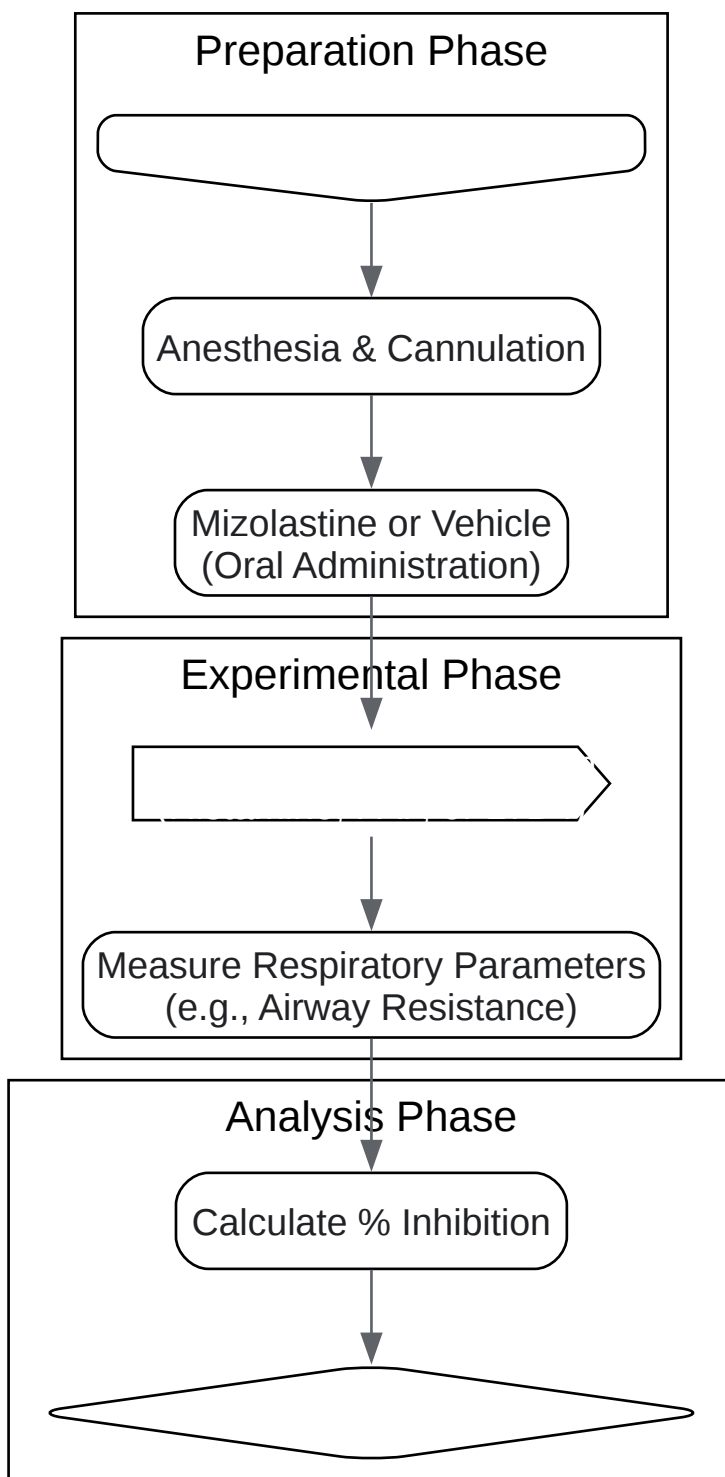 Preparation Phase
Anesthesia & Cannulation
Mizolastine or Vehicle
(Oral Administration)
Experimental Phase
Measure Respiratory Parameters
(e.g., Airway Resistance)
Analysis Phase
Calculate % Inhibition